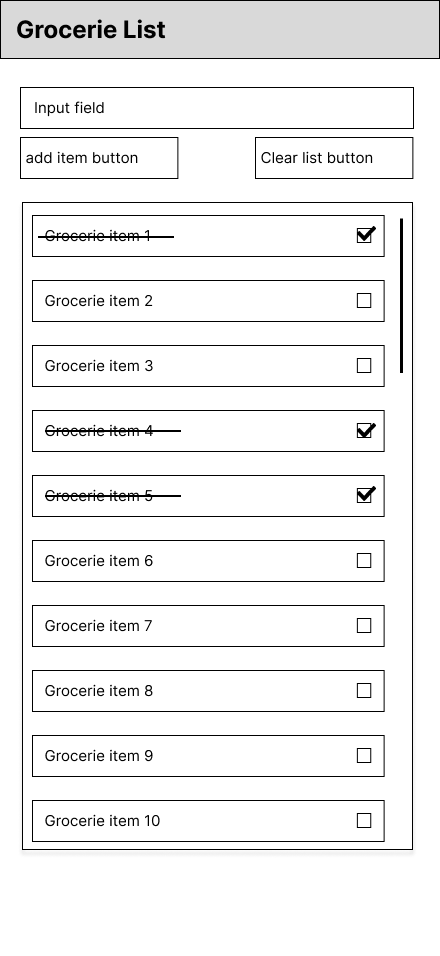 Grocerie List
Input field
add item button
Clear list button
Grocerie item 1
Grocerie item 2
Grocerie item 3
Grocerie item 4
Grocerie item 5
Grocerie item 6
Grocerie item 7
Grocerie item 8
Grocerie item 9
Grocerie item 10